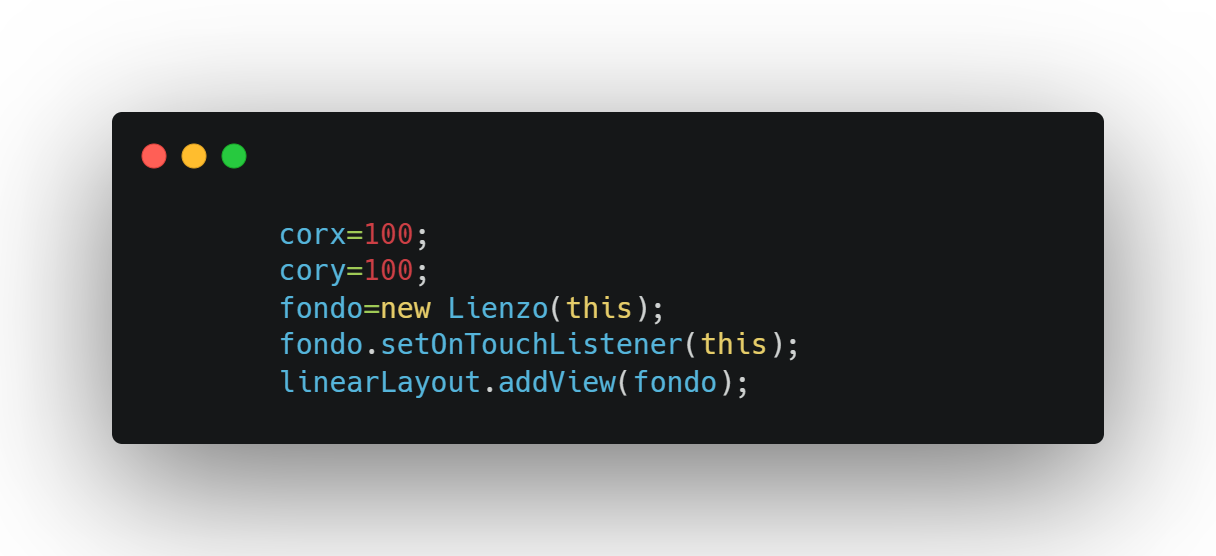 corx=100;
cory=100;
fondo=new Lienzo(this);
fondo.setOnTouchListener(this);
linearLayout.addView(fondo);